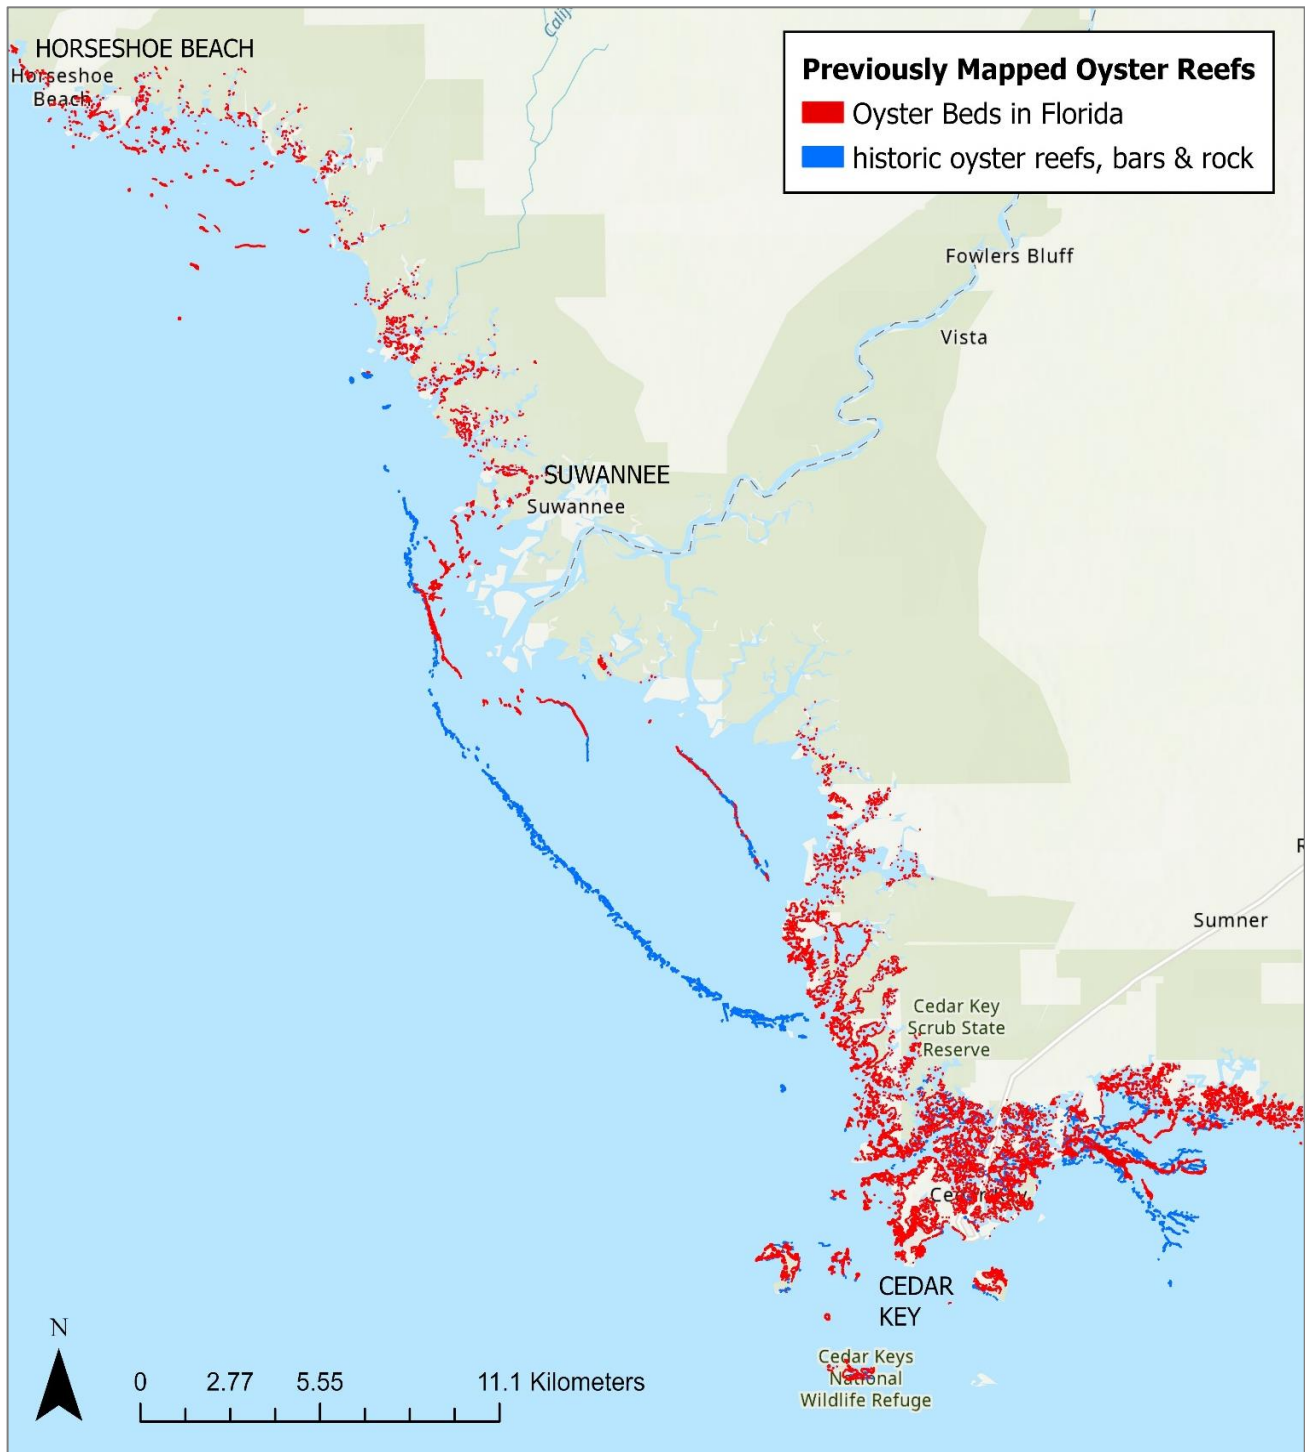 HORSESHOE BEACH
Horseshoe
Beach
Previously Mapped Oyster Reefs
Oyster Beds in Florida
historic oyster reefs, bars & rock
Fowlers Bluff
Vista
SUWANNEE
Suwannee
Sumner
Cedar Key
Scrub State
Reserve
Cedar Key
CEDAR
KEY
Cedar Keys
National
Wildlife Refuge
N
0 2.77 5.55 11.1 Kilometers